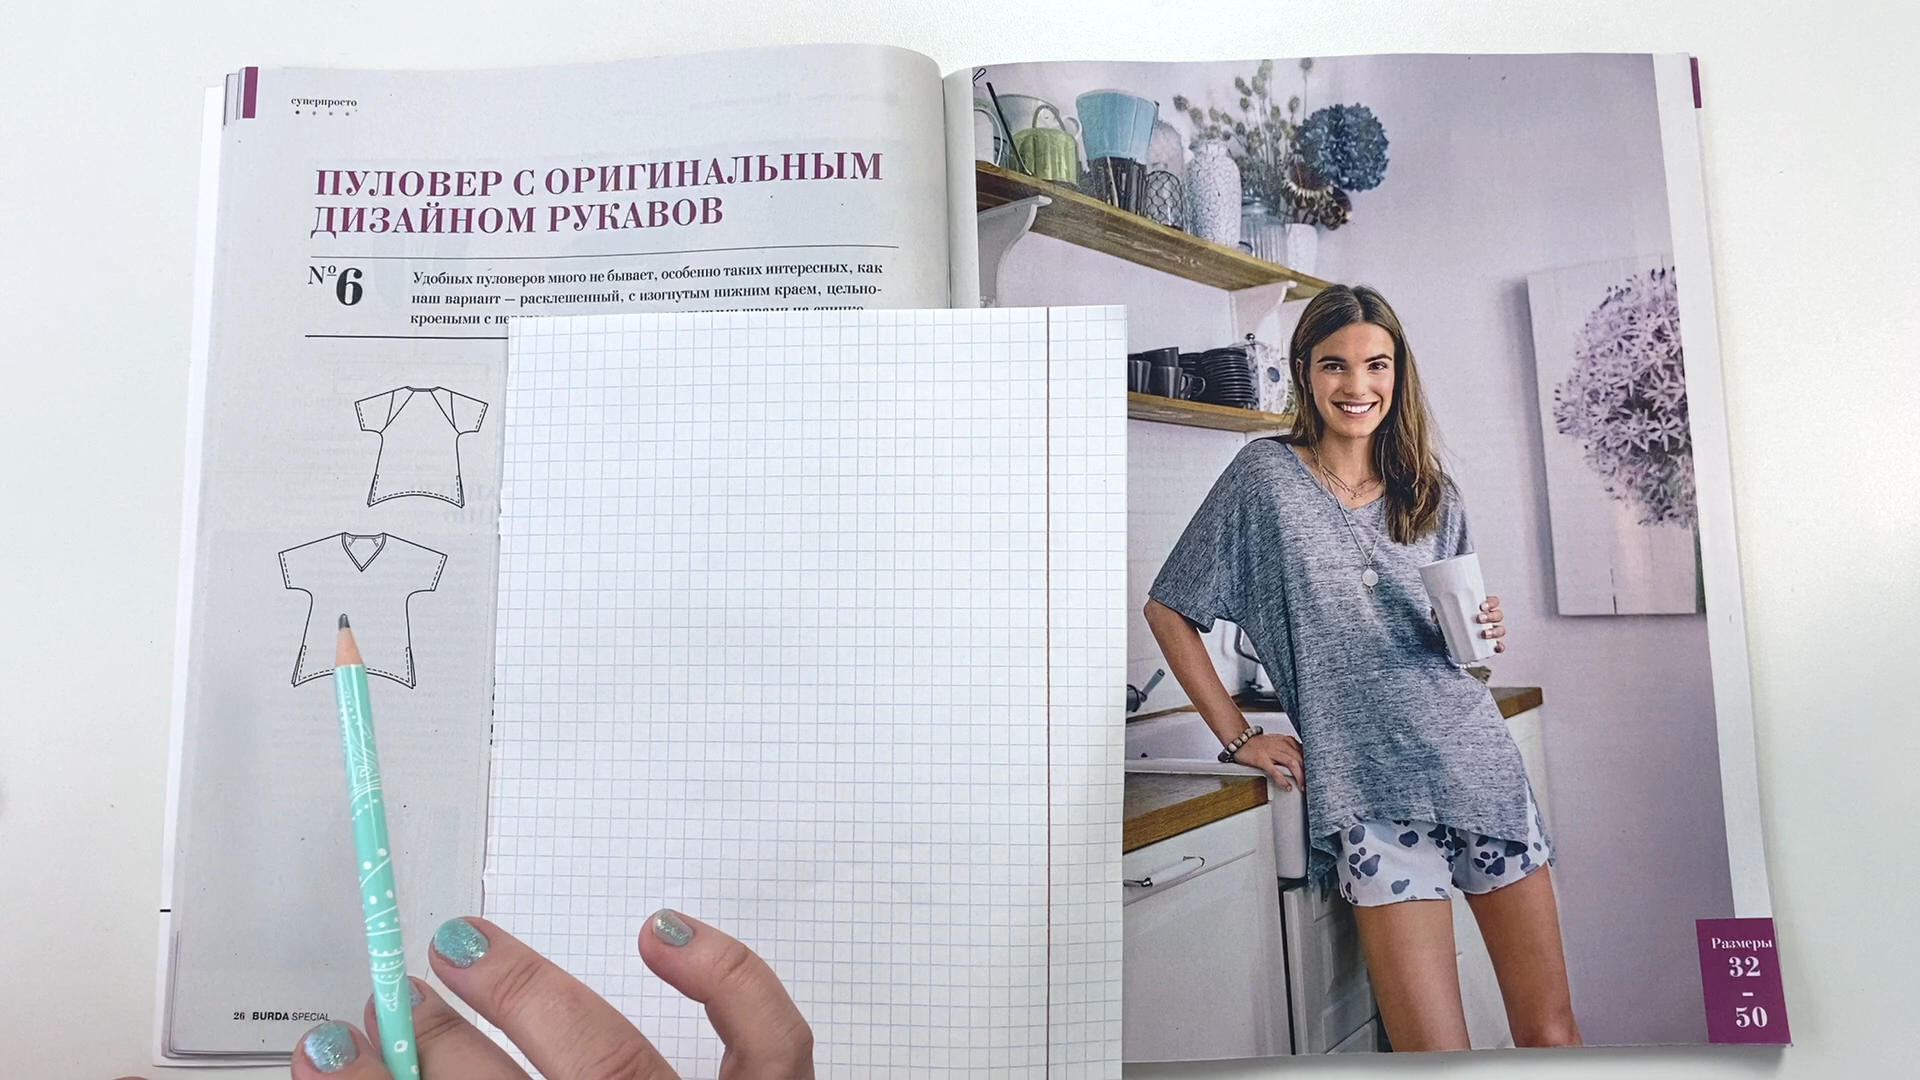 суперпросто
ПУЛОВЕР С ОРИГИНАЛЬНЫМ
ДИЗАЙНОМ РУКАВОВ
№6
Удобных пуловеров много не бывает, особенно таких интересных, как
наш вариант – расклешенный, с изогнутым нижним краем, цельно-
кроеными с
26 BURDA SPECIAL
Размеры
32
-
50